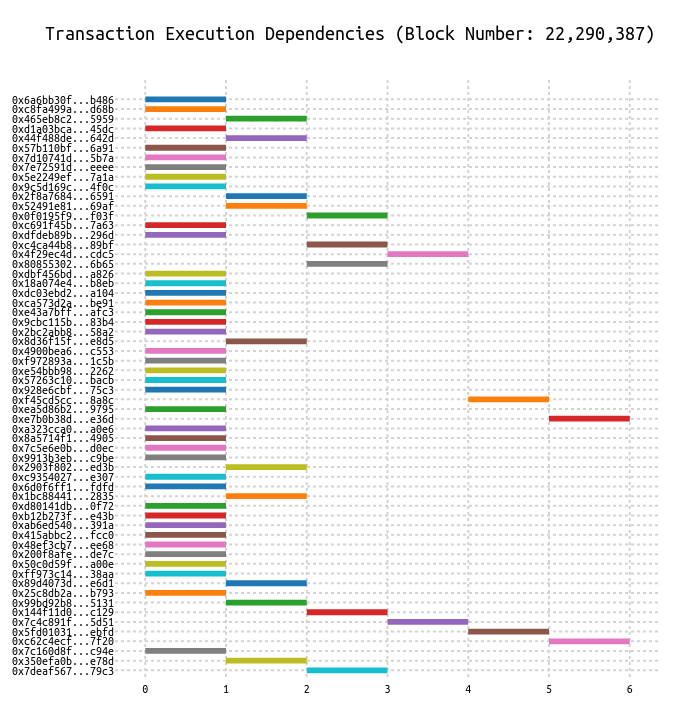 Transaction Execution Dependencies (Block Number: 22,290,387)
0x6a6bb30f...b486
0xc8fa499a...d68b
0x465eb8c2...5959
0xd1a03bca...45dc
0x44f488de...642d
0x57b110bf...6a91
0x7d10741d...5b7a
0x7e72591d...eeee
0x5e2249ef...7a1a
0x9c5d169c...4f0c
0x2f8a7684...6591
0x52491e81...69af
0x0f0195f9...f03f
0xc691f45b...7a63
0xdfdeb89b...296d
0xc4ca44b8...89bf
0x4f29ec4d...cdc5
0x80855302...6b65
0xdbf456bd...a826
0x18a074e4...b8eb
0xdc03ebd2...a104
0xca573d2a...be91
0xe43a7bff...afc3
0x9cbc115b...83b4
0x2bc2abb8...58a2
0x8d36f15f...e8d5
0x4900bea6...c553
0xf972893a...1c5b
0xe54bbb98...2262
0x57263c10...bacb
0x928e6cbf...75c3
0xf45cd5cc...8a8c
0xea5d86b2...9795
0xe7b0b38d...e36d
0xa323cca0...a0e6
0x8a5714f1...4905
0x7c5e6e0b...d0ec
0x9913b3eb...c9be
0x2903f802...ed3b
0xc9354027...e307
0x6d0f6ff1...fdfd
0x1bc88441...2835
0xd80141db...0f72
0xb12b273f...e43b
0xab6ed540...391a
0x415abbc2...fcc0
0x48ef3cb7...ee68
0x200f8afe...de7c
0x50c0d59f...a00e
0xff973c14...38aa
0x89d4073d...e6d1
0x25c8db2a...b793
0x99bd92b8...5131
0x144f11d0...c129
0x7c4c891f...5d51
0x5fd01031...ebfd
0xc62c4ecf...7f20
0x7c160d8f...c94e
0x350efa0b...e78d
0x7deaf567...79c3
0 1 2 3 4 5 6